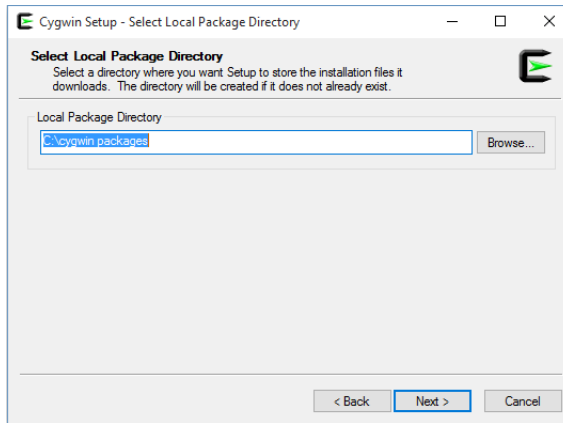 Cygwin Setup - Select Local Package Directory
Select Local Package Directory
Select a directory where you want Setup to store the installation files it
downloads. The directory will be created if it does not already exist.
Local Package Directory
C:\cygwin packages
Browse...
< Back
Next >
Cancel